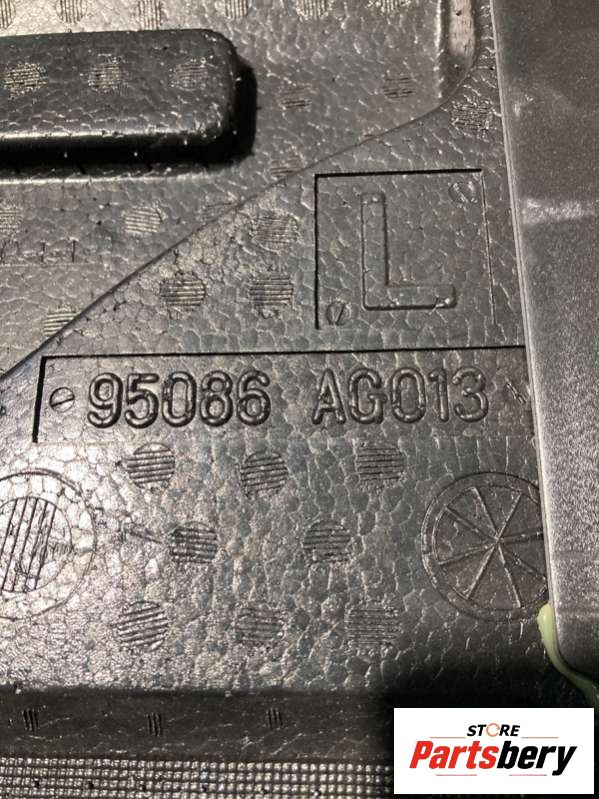 L
95086 AG013
STORE
Partsbery